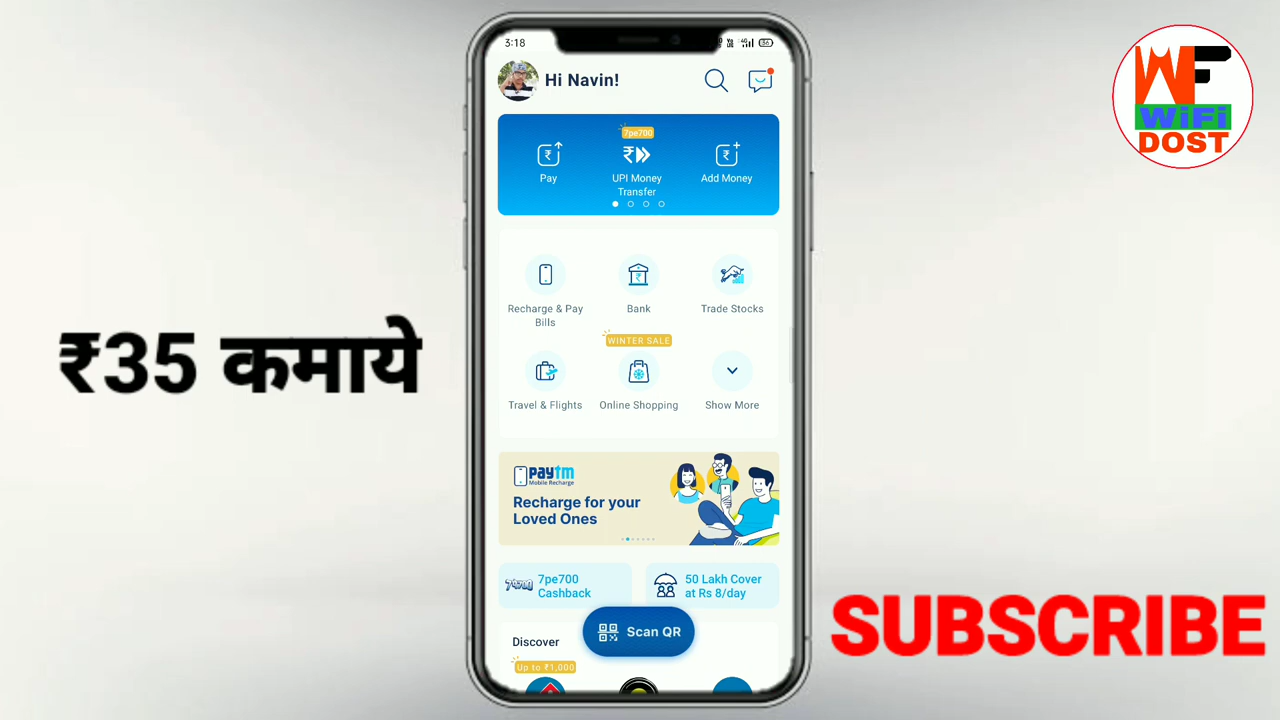 3:18
Hi Navin!
7pe700
Pay
UPI Money
Transfer
Add Money
Recharge & Pay
Bills
Bank
Trade Stocks
WINTER SALE
Travel & Flights
Online Shopping
Show More
paytm
Mobile Recharge
Recharge for your
Loved Ones
7pe700
Cashback
50 Lakh Cover
at Rs 8/day
Scan QR
Discover
Up to ₹1,000
₹35 कमाये
WF
WiFi
DOST
SUBSCRIBE